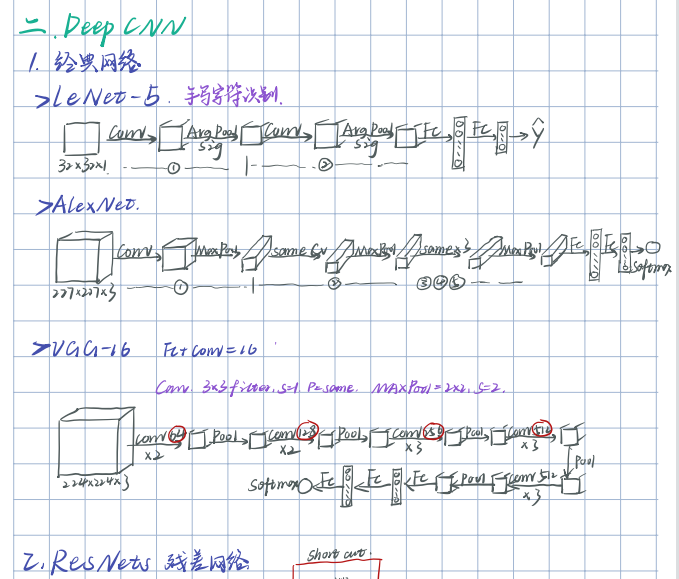 二. Deep CNN
1. 经典网络
>LeNet-5. 手写字符识别.
Conv Avg Pool Conv Avg Pool Fc Fc ŷ
S2g S2g
32×32×1 ① ②
>AlexNet.
Conv MaxPool same Cv MaxPool same×3 MaxPool Fc Fc
softmax
227×227×3 ① ② ③④⑤
>VGG-16 Fc+Conv=16
Conv. 3×3 filter, s=1 P=same. MAXPool=2×2, S=2.
Conv 64 Pool Conv 128 Pool Conv 256 Pool Conv 512
×2 ×2 ×3 ×3
Pool
softmax Fc Fc Fc Pool Conv 512
×3
224×224×3
2. ResNets 残差网络
short cut.